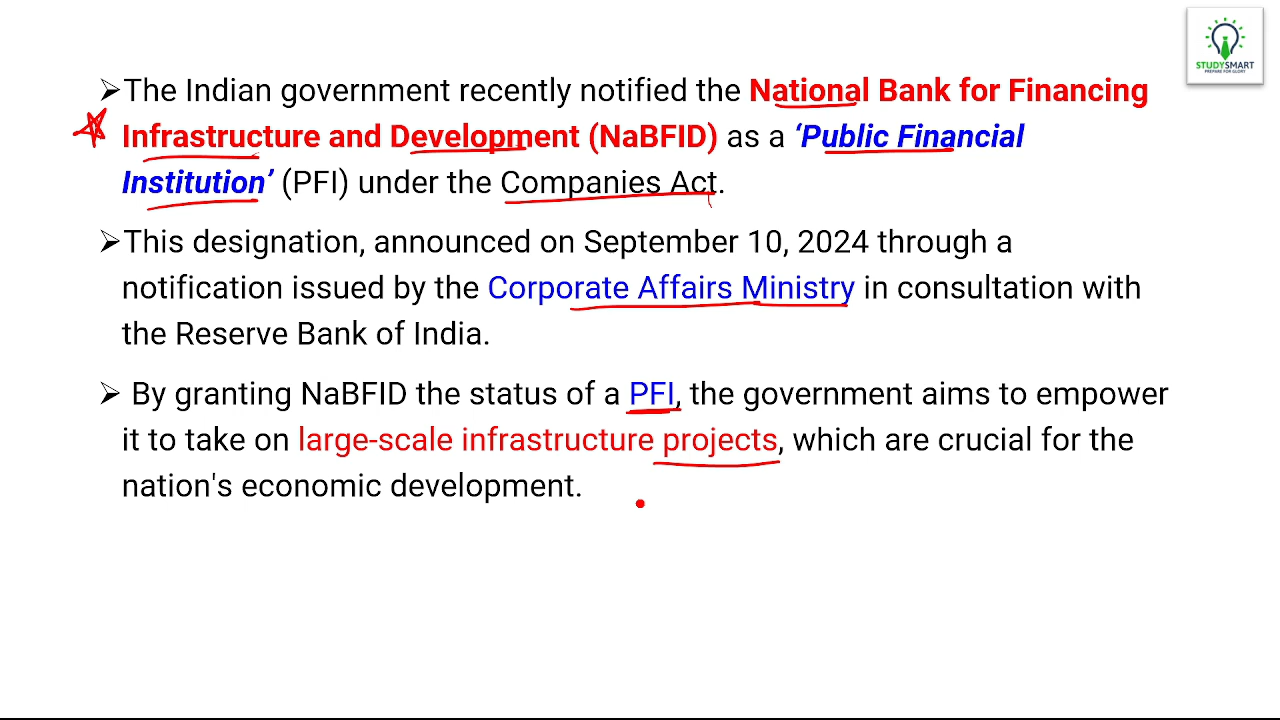 STUDYSMART
PREPARE FOR GLORY
➢The Indian government recently notified the National Bank for Financing
Infrastructure and Development (NaBFID) as a ‘Public Financial
Institution’ (PFI) under the Companies Act.
➢This designation, announced on September 10, 2024 through a
notification issued by the Corporate Affairs Ministry in consultation with
the Reserve Bank of India.
➢ By granting NaBFID the status of a PFI, the government aims to empower
it to take on large-scale infrastructure projects, which are crucial for the
nation's economic development.